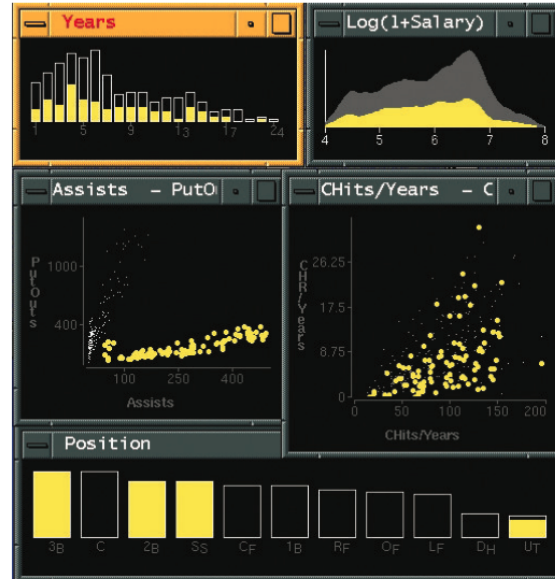 Years
1 5 9 13 17 24
Log(1+Salary)
4 5 6 7 8
Assists - PutO
PutOuts
1000
400
100 250 400
Assists
CHits/Years - C
CHR/Years
26.25
17.5
8.75
0
0 50 100 150 200
CHits/Years
Position
3B C 2B SS CF 1B RF OF LF DH UT